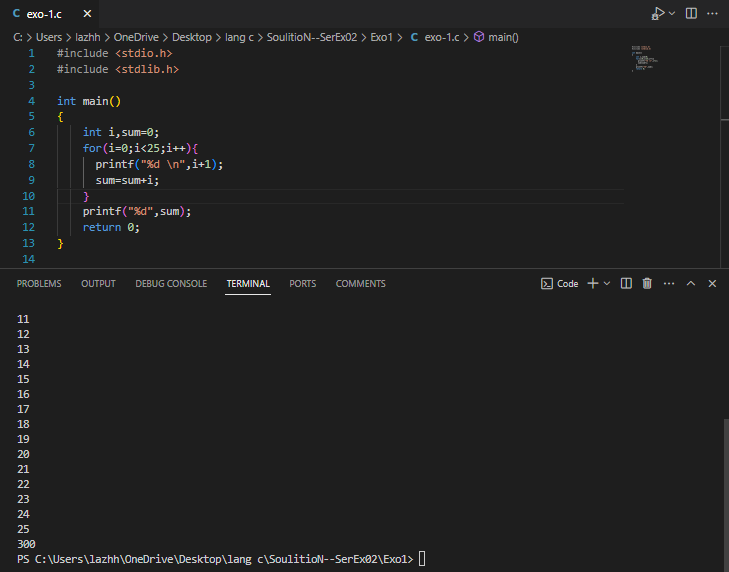 C exo-1.c ×
C: > Users > lazhh > OneDrive > Desktop > lang c > SoulitioN--SerEx02 > Exo1 > C exo-1.c > main()
1 #include <stdio.h>
2 #include <stdlib.h>
3
4 int main()
5 {
6 int i,sum=0;
7 for(i=0;i<25;i++){
8 printf("%d \n",i+1);
9 sum=sum+i;
10 }
11 printf("%d",sum);
12 return 0;
13 }
14
PROBLEMS OUTPUT DEBUG CONSOLE TERMINAL PORTS COMMENTS Code
11
12
13
14
15
16
17
18
19
20
21
22
23
24
25
300
PS C:\Users\lazhh\OneDrive\Desktop\lang c\SoulitioN--SerEx02\Exo1>